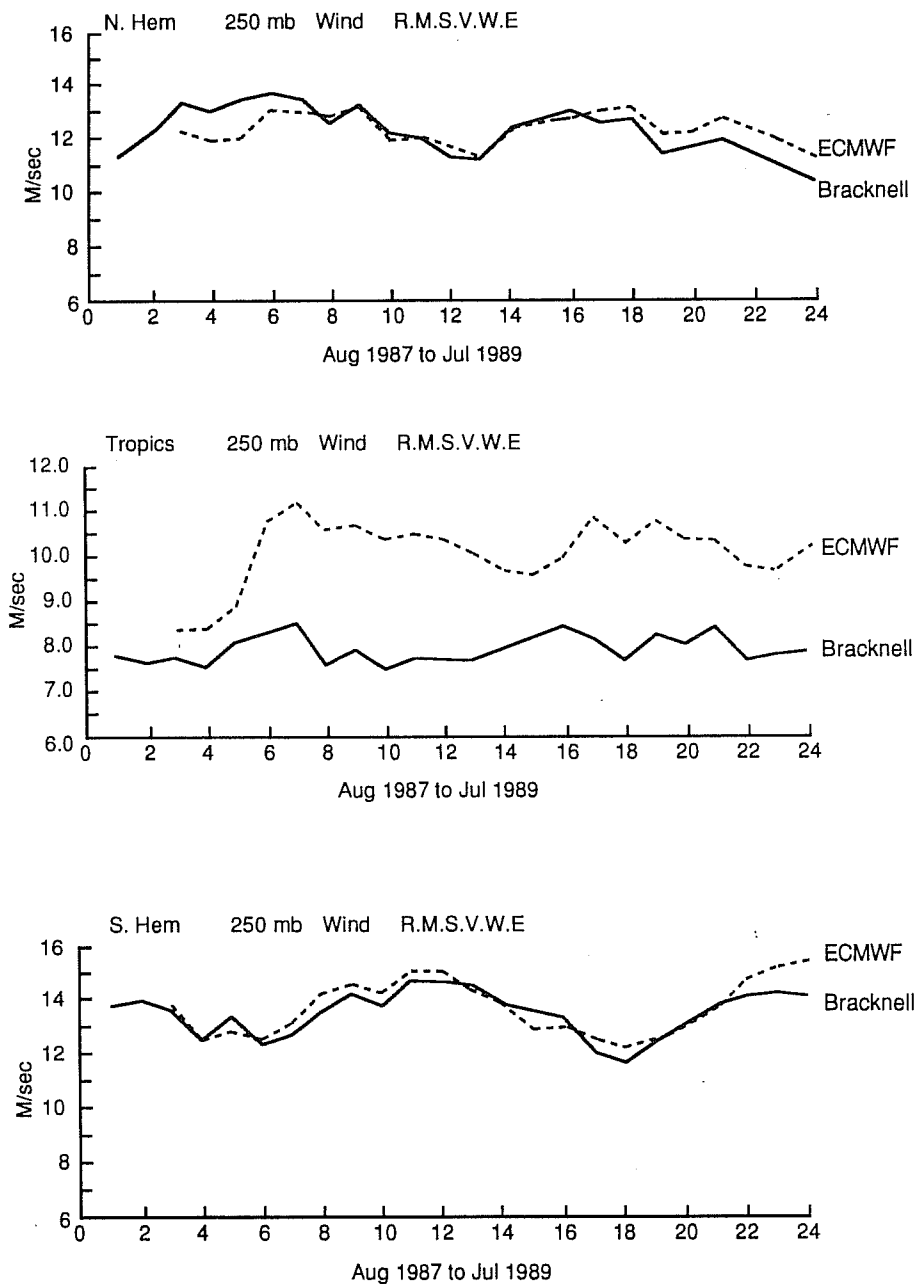 N. Hem 250 mb Wind R.M.S.V.W.E
16
14
12
10
8
6
M/sec
ECMWF
Bracknell
0 2 4 6 8 10 12 14 16 18 20 22 24
Aug 1987 to Jul 1989
Tropics 250 mb Wind R.M.S.V.W.E
12.0
11.0
10.0
9.0
8.0
7.0
6.0
M/sec
ECMWF
Bracknell
0 2 4 6 8 10 12 14 16 18 20 22 24
Aug 1987 to Jul 1989
S. Hem 250 mb Wind R.M.S.V.W.E
16
14
12
10
8
6
M/sec
ECMWF
Bracknell
0 2 4 6 8 10 12 14 16 18 20 22 24
Aug 1987 to Jul 1989